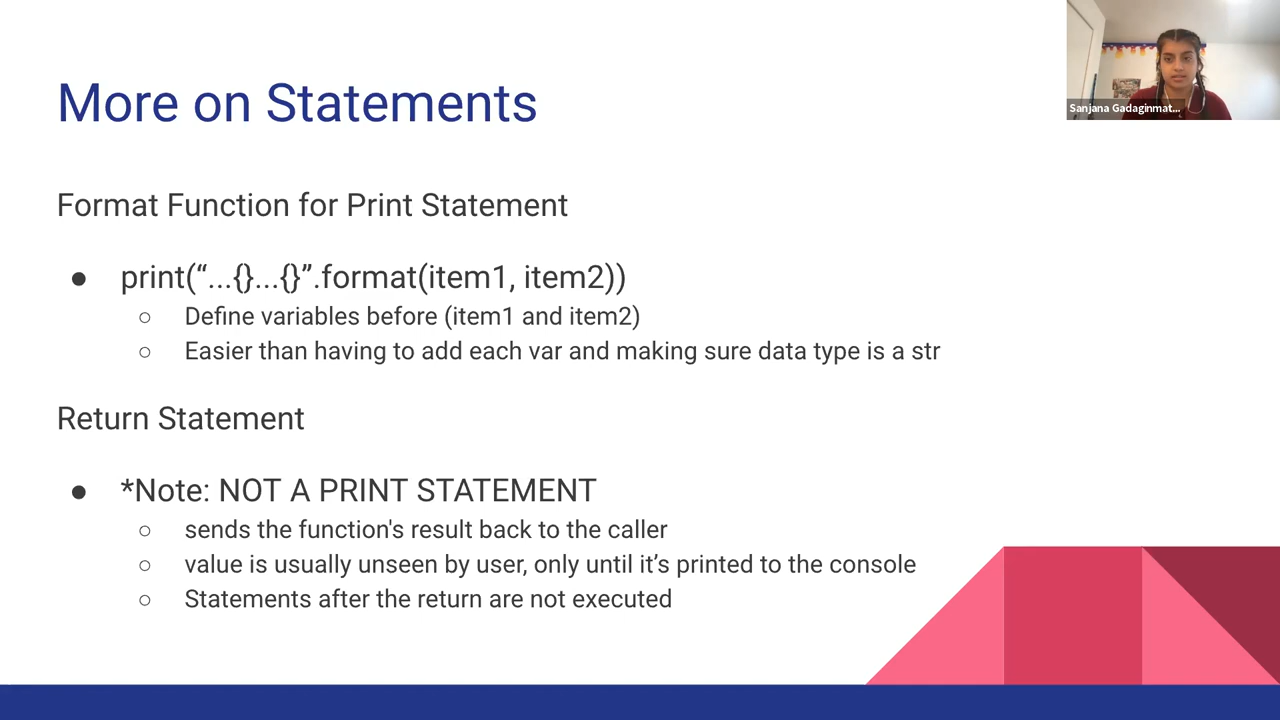 More on Statements
Sanjana Gadaginmat...
Format Function for Print Statement
● print(“...{}...{}”.format(item1, item2))
○ Define variables before (item1 and item2)
○ Easier than having to add each var and making sure data type is a str
Return Statement
● *Note: NOT A PRINT STATEMENT
○ sends the function's result back to the caller
○ value is usually unseen by user, only until it’s printed to the console
○ Statements after the return are not executed